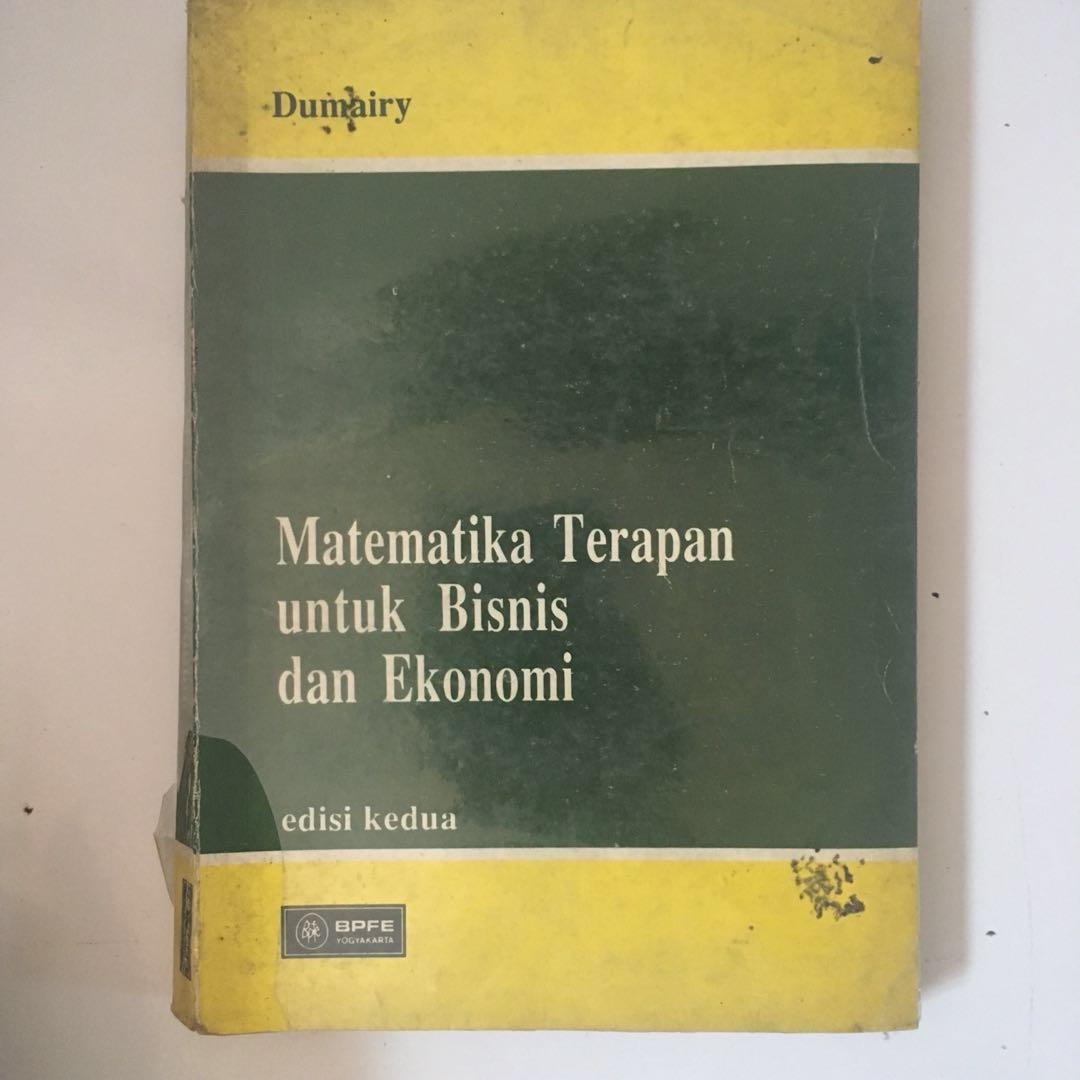 Dumairy
Matematika Terapan
untuk Bisnis
dan Ekonomi
edisi kedua
BPFE
YOGYAKARTA